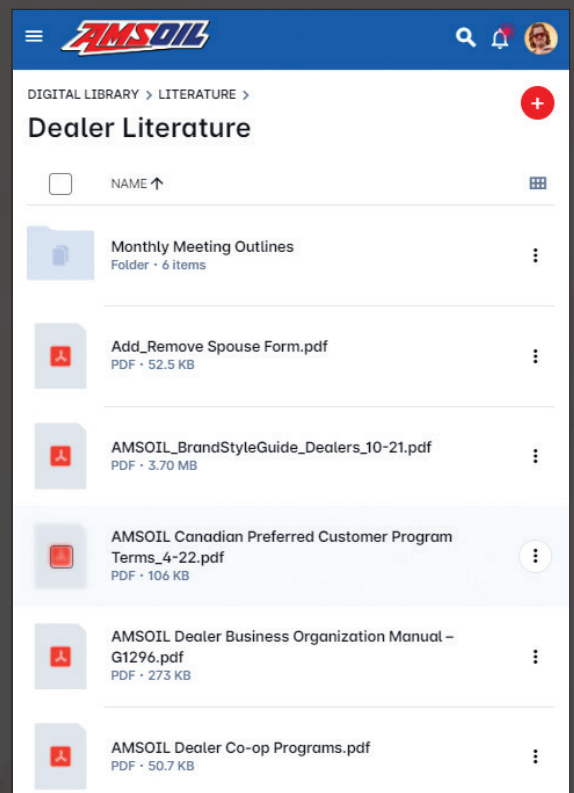 AMSOIL
DIGITAL LIBRARY > LITERATURE >
Dealer Literature
NAME
Monthly Meeting Outlines
Folder · 6 items
Add_Remove Spouse Form.pdf
PDF · 52.5 KB
AMSOIL_BrandStyleGuide_Dealers_10-21.pdf
PDF · 3.70 MB
AMSOIL Canadian Preferred Customer Program
Terms_4-22.pdf
PDF · 106 KB
AMSOIL Dealer Business Organization Manual –
G1296.pdf
PDF · 273 KB
AMSOIL Dealer Co-op Programs.pdf
PDF · 50.7 KB